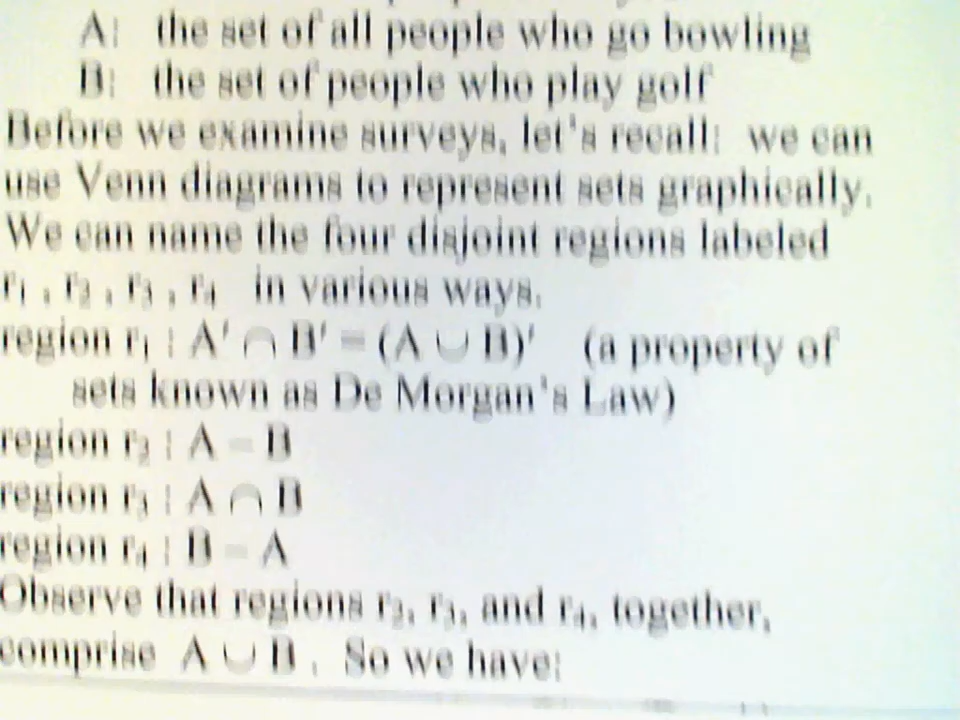 A: the set of all people who go bowling
B: the set of people who play golf
Before we examine surveys, let's recall: we can
use Venn diagrams to represent sets graphically.
We can name the four disjoint regions labeled
r₁ , r₂ , r₃ , r₄ in various ways.
region r₁ : A' ∩ B' = (A ∪ B)' (a property of
sets known as De Morgan's Law)
region r₂ : A – B
region r₃ : A ∩ B
region r₄ : B – A
Observe that regions r₂, r₃, and r₄, together,
comprise A ∪ B . So we have: